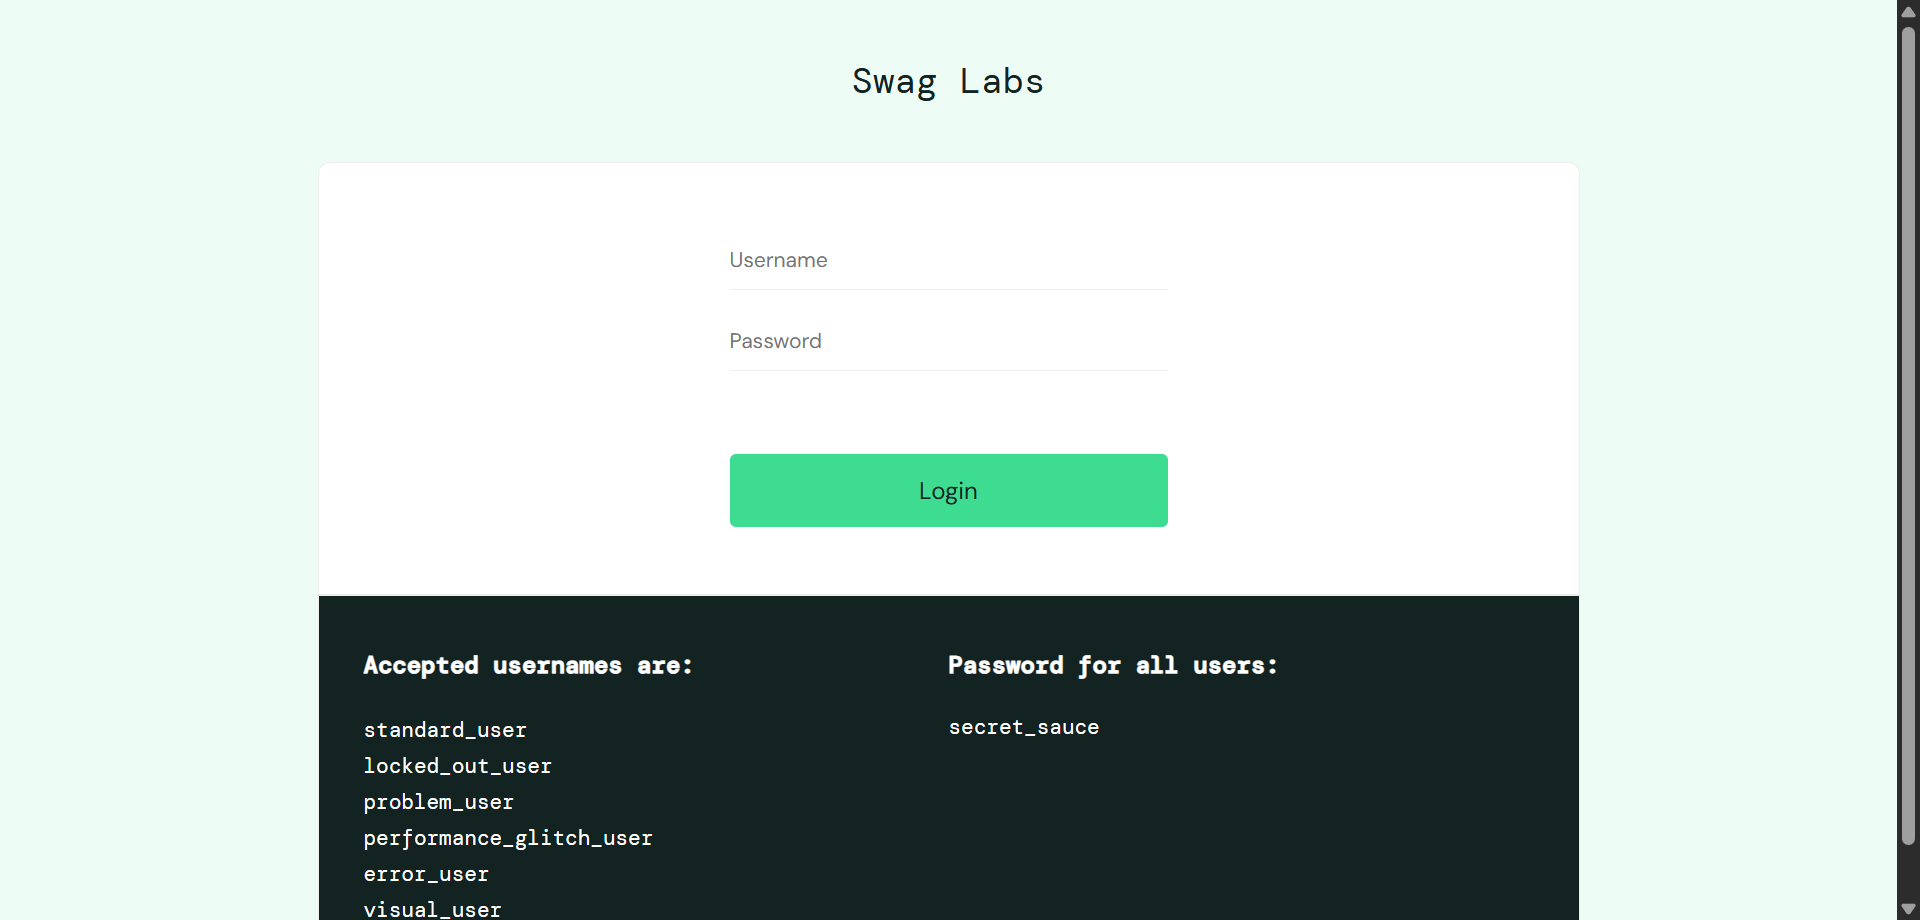 Swag Labs
Username
Password
Login
Accepted usernames are:
standard_user
locked_out_user
problem_user
performance_glitch_user
error_user
visual_user
Password for all users:
secret_sauce